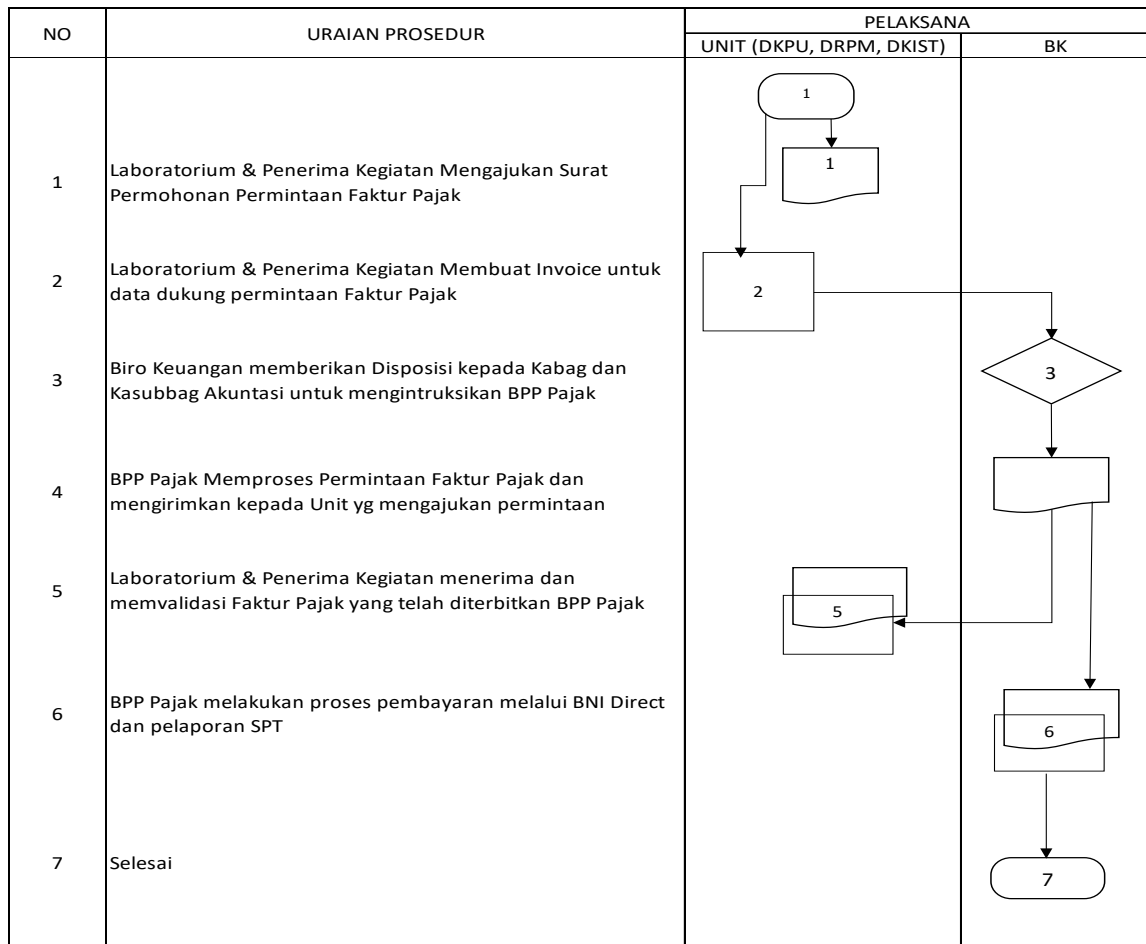 NO
URAIAN PROSEDUR
PELAKSANA
UNIT (DKPU, DRPM, DKIST)
BK
1
1
Laboratorium & Penerima Kegiatan Mengajukan Surat
Permohonan Permintaan Faktur Pajak
1
2
Laboratorium & Penerima Kegiatan Membuat Invoice untuk
data dukung permintaan Faktur Pajak
2
3
Biro Keuangan memberikan Disposisi kepada Kabag dan
Kasubbag Akuntasi untuk mengintruksikan BPP Pajak
3
4
BPP Pajak Memproses Permintaan Faktur Pajak dan
mengirimkan kepada Unit yg mengajukan permintaan
5
Laboratorium & Penerima Kegiatan menerima dan
memvalidasi Faktur Pajak yang telah diterbitkan BPP Pajak
5
6
BPP Pajak melakukan proses pembayaran melalui BNI Direct
dan pelaporan SPT
6
7
Selesai
7